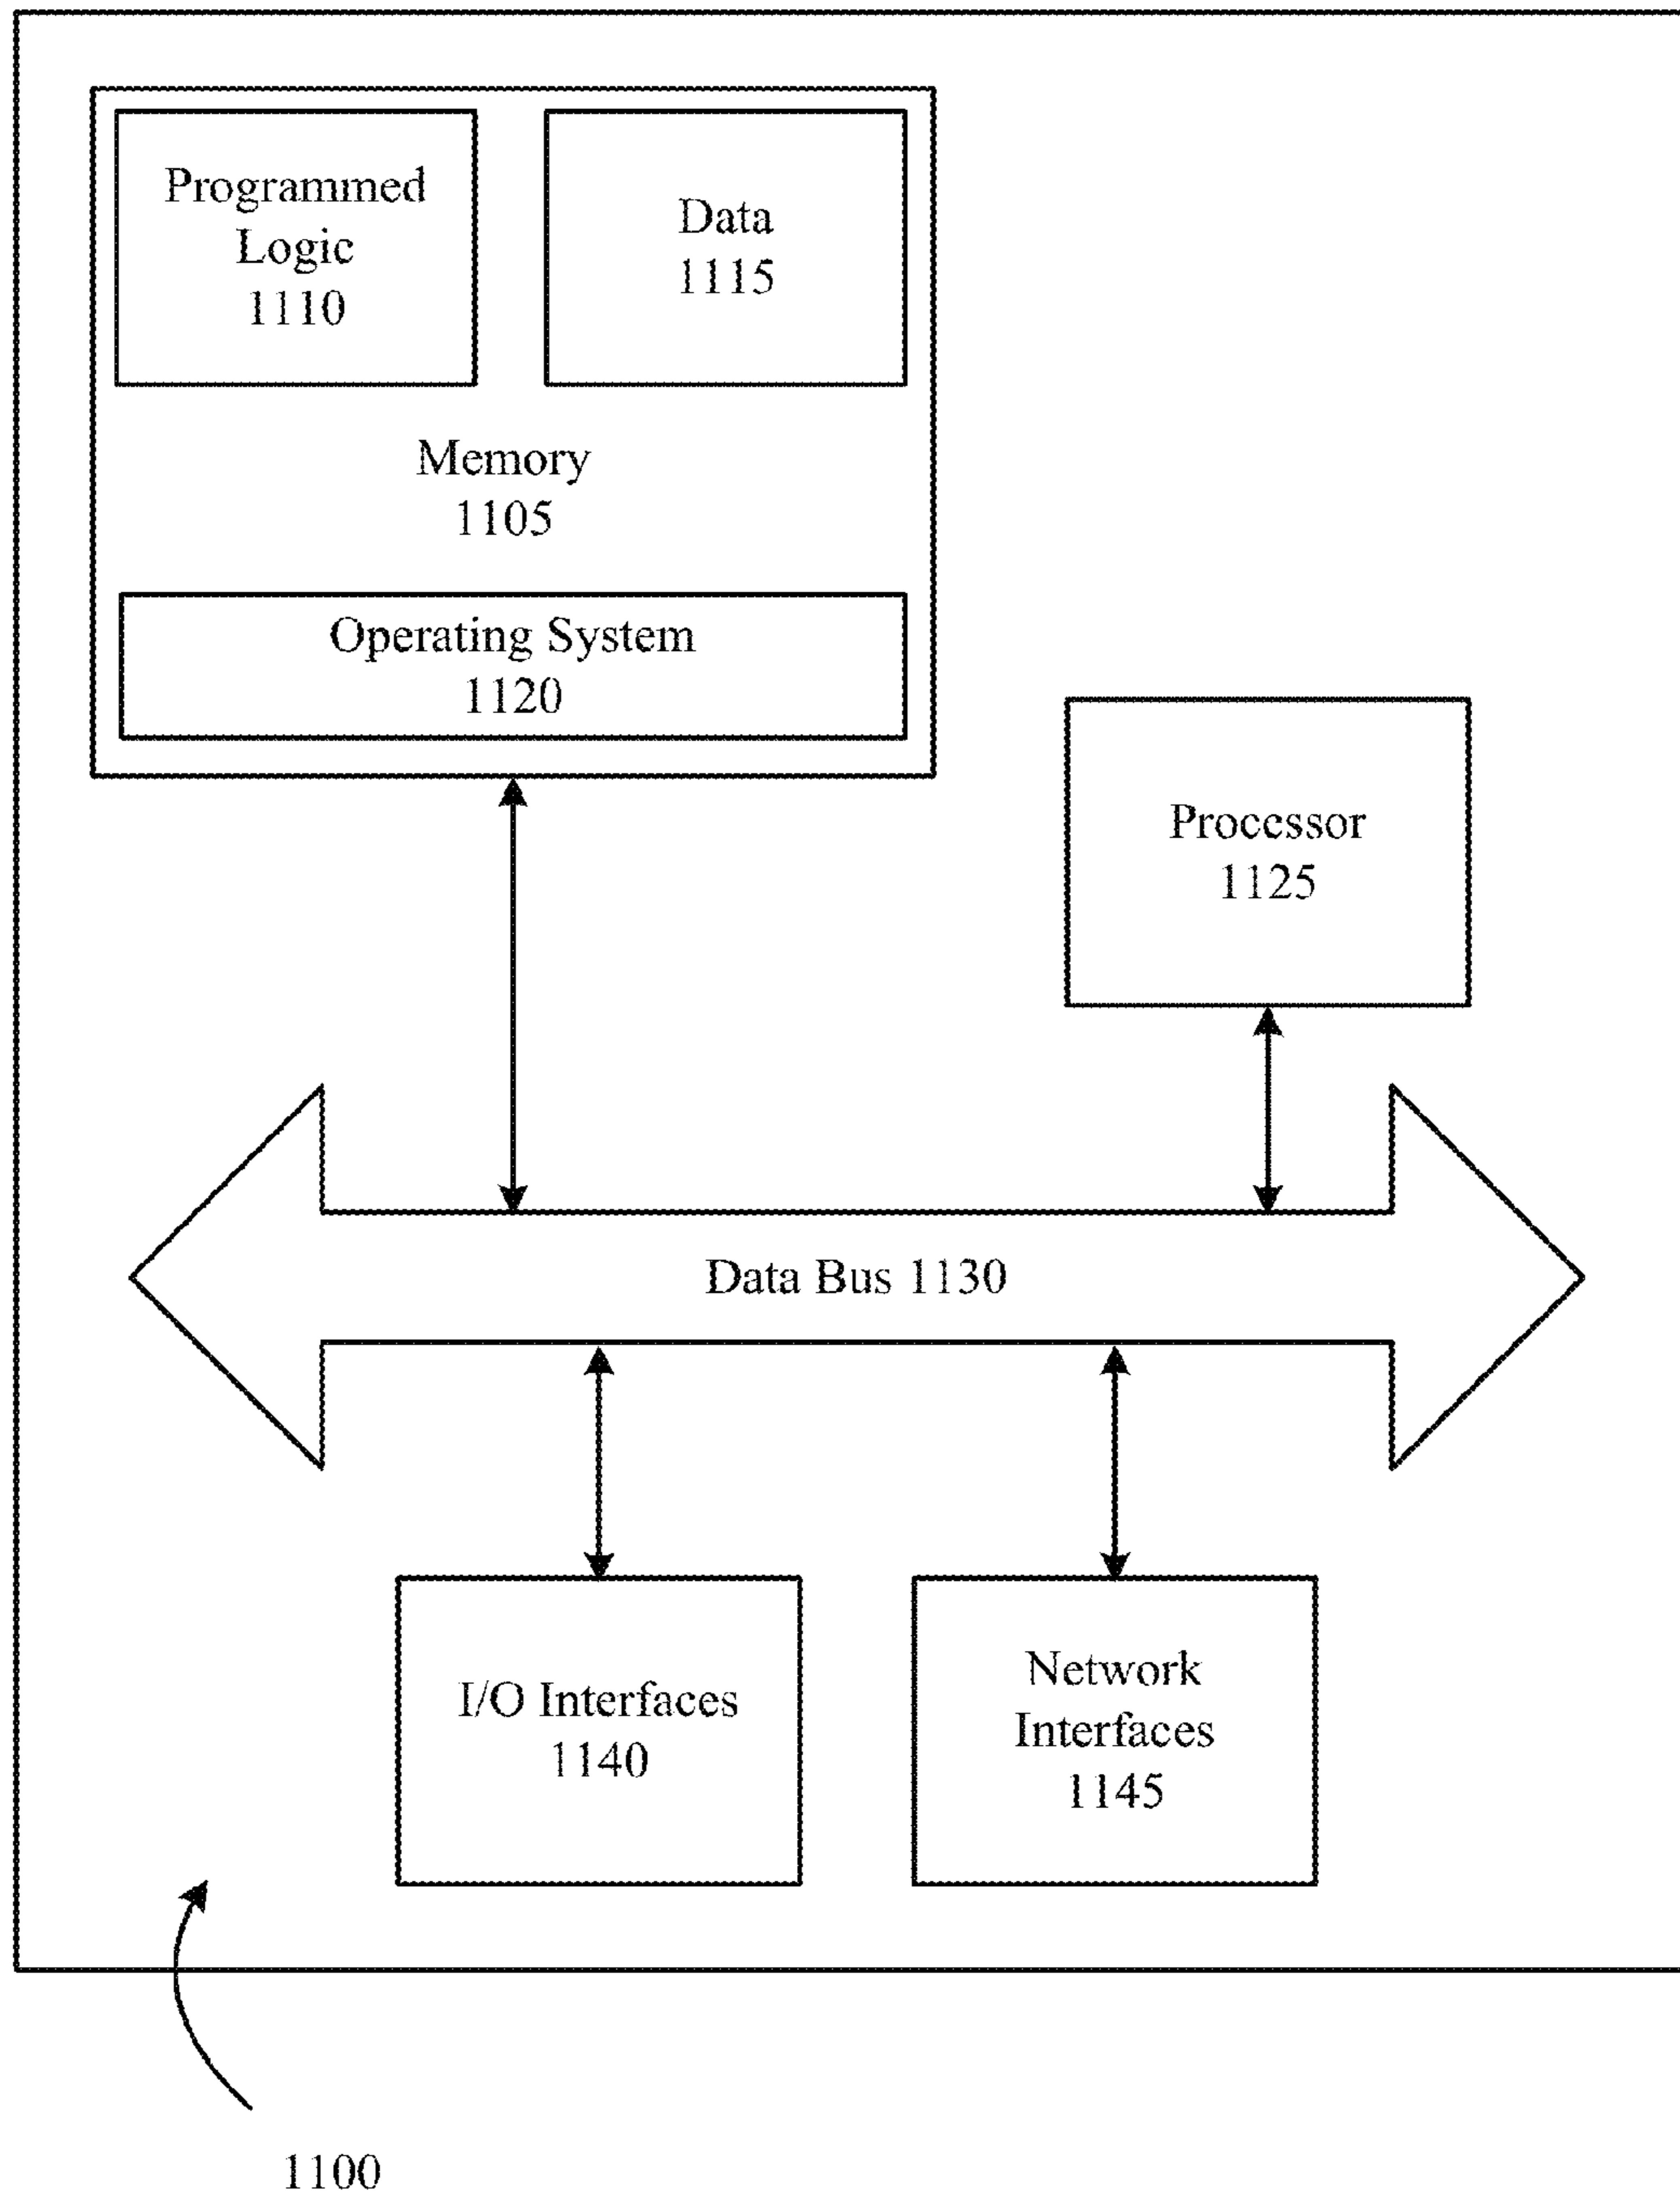 Programmed
Logic
1110
Data
1115
Memory
1105
Operating System
1120
Processor
1125
Data Bus 1130
I/O Interfaces
1140
Network
Interfaces
1145
1100